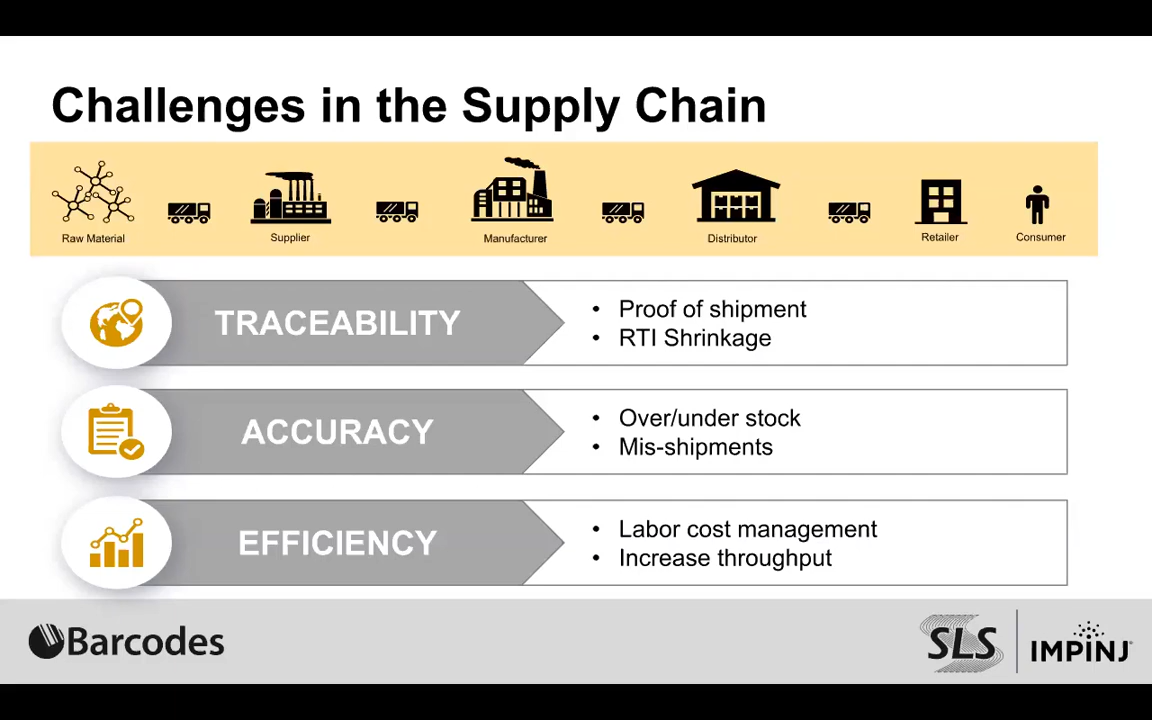 Challenges in the Supply Chain
Raw Material
Supplier
Manufacturer
Distributor
Retailer
Consumer
TRACEABILITY
• Proof of shipment
• RTI Shrinkage
ACCURACY
• Over/under stock
• Mis-shipments
EFFICIENCY
• Labor cost management
• Increase throughput
Barcodes
SLS
IMPINJ